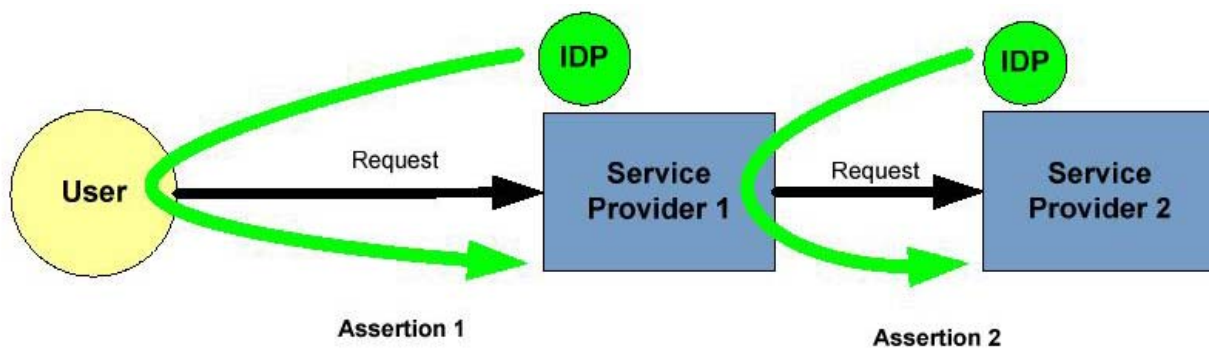 IDP
IDP
User
Request
Service
Provider 1
Request
Service
Provider 2
Assertion 1
Assertion 2